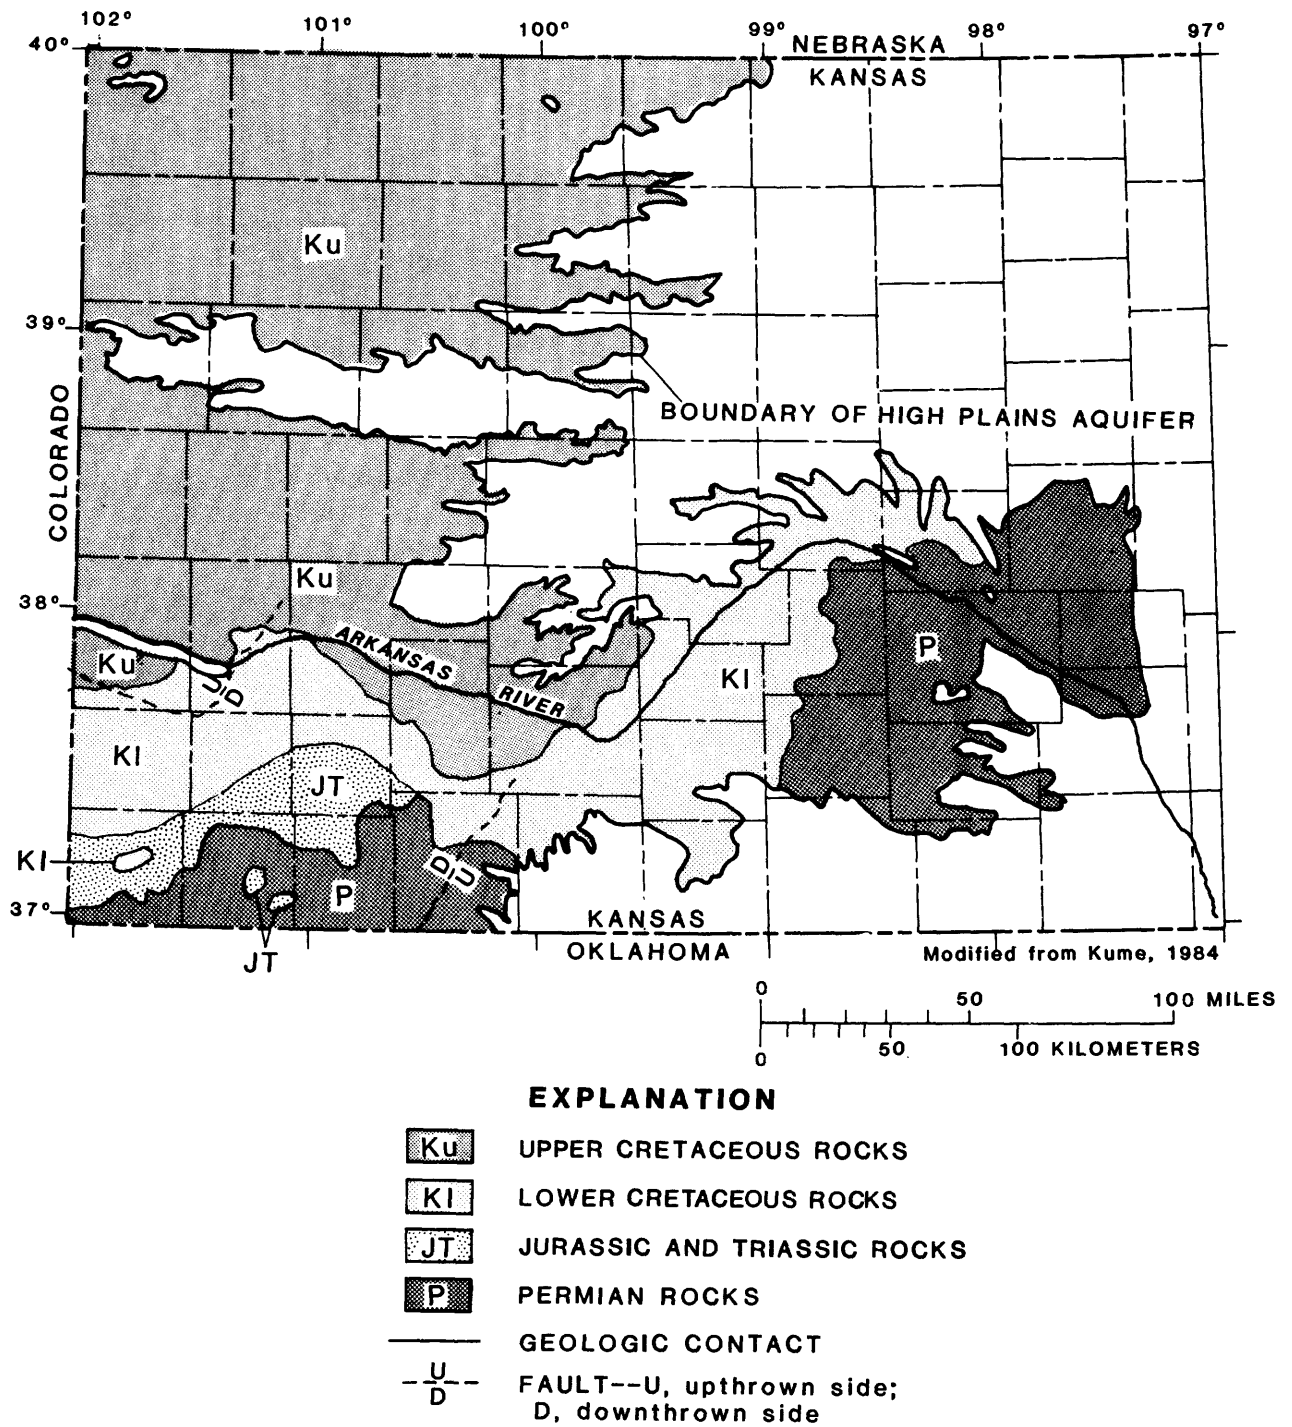 102° 101° 100° 99° 98° 97°
40°
NEBRASKA
KANSAS
Ku
39°
COLORADO
BOUNDARY OF HIGH PLAINS AQUIFER
Ku
38°
ARKANSAS
RIVER
Ku
U D
P
Kl
Kl
JT
Kl
D U
P
37°
KANSAS
OKLAHOMA
JT
Modified from Kume, 1984
0 50 100 MILES
0 50 100 KILOMETERS
EXPLANATION
Ku UPPER CRETACEOUS ROCKS
Kl LOWER CRETACEOUS ROCKS
JT JURASSIC AND TRIASSIC ROCKS
P PERMIAN ROCKS
GEOLOGIC CONTACT
U
D
FAULT--U, upthrown side;
D, downthrown side